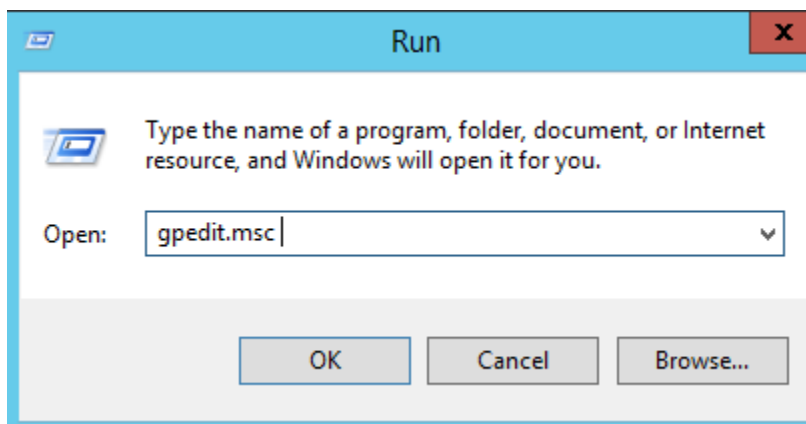 Run
x
Type the name of a program, folder, document, or Internet
resource, and Windows will open it for you.
Open: gpedit.msc
OK Cancel Browse...